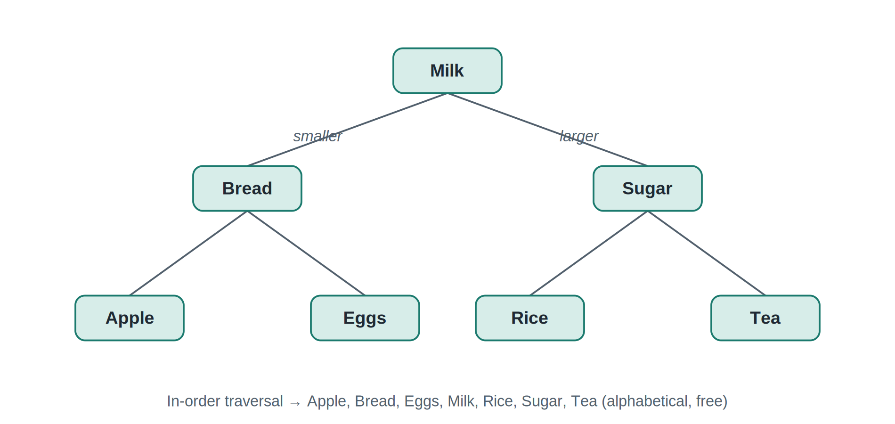 Milk
smaller
larger
Bread
Sugar
Apple
Eggs
Rice
Tea
In-order traversal → Apple, Bread, Eggs, Milk, Rice, Sugar, Tea (alphabetical, free)